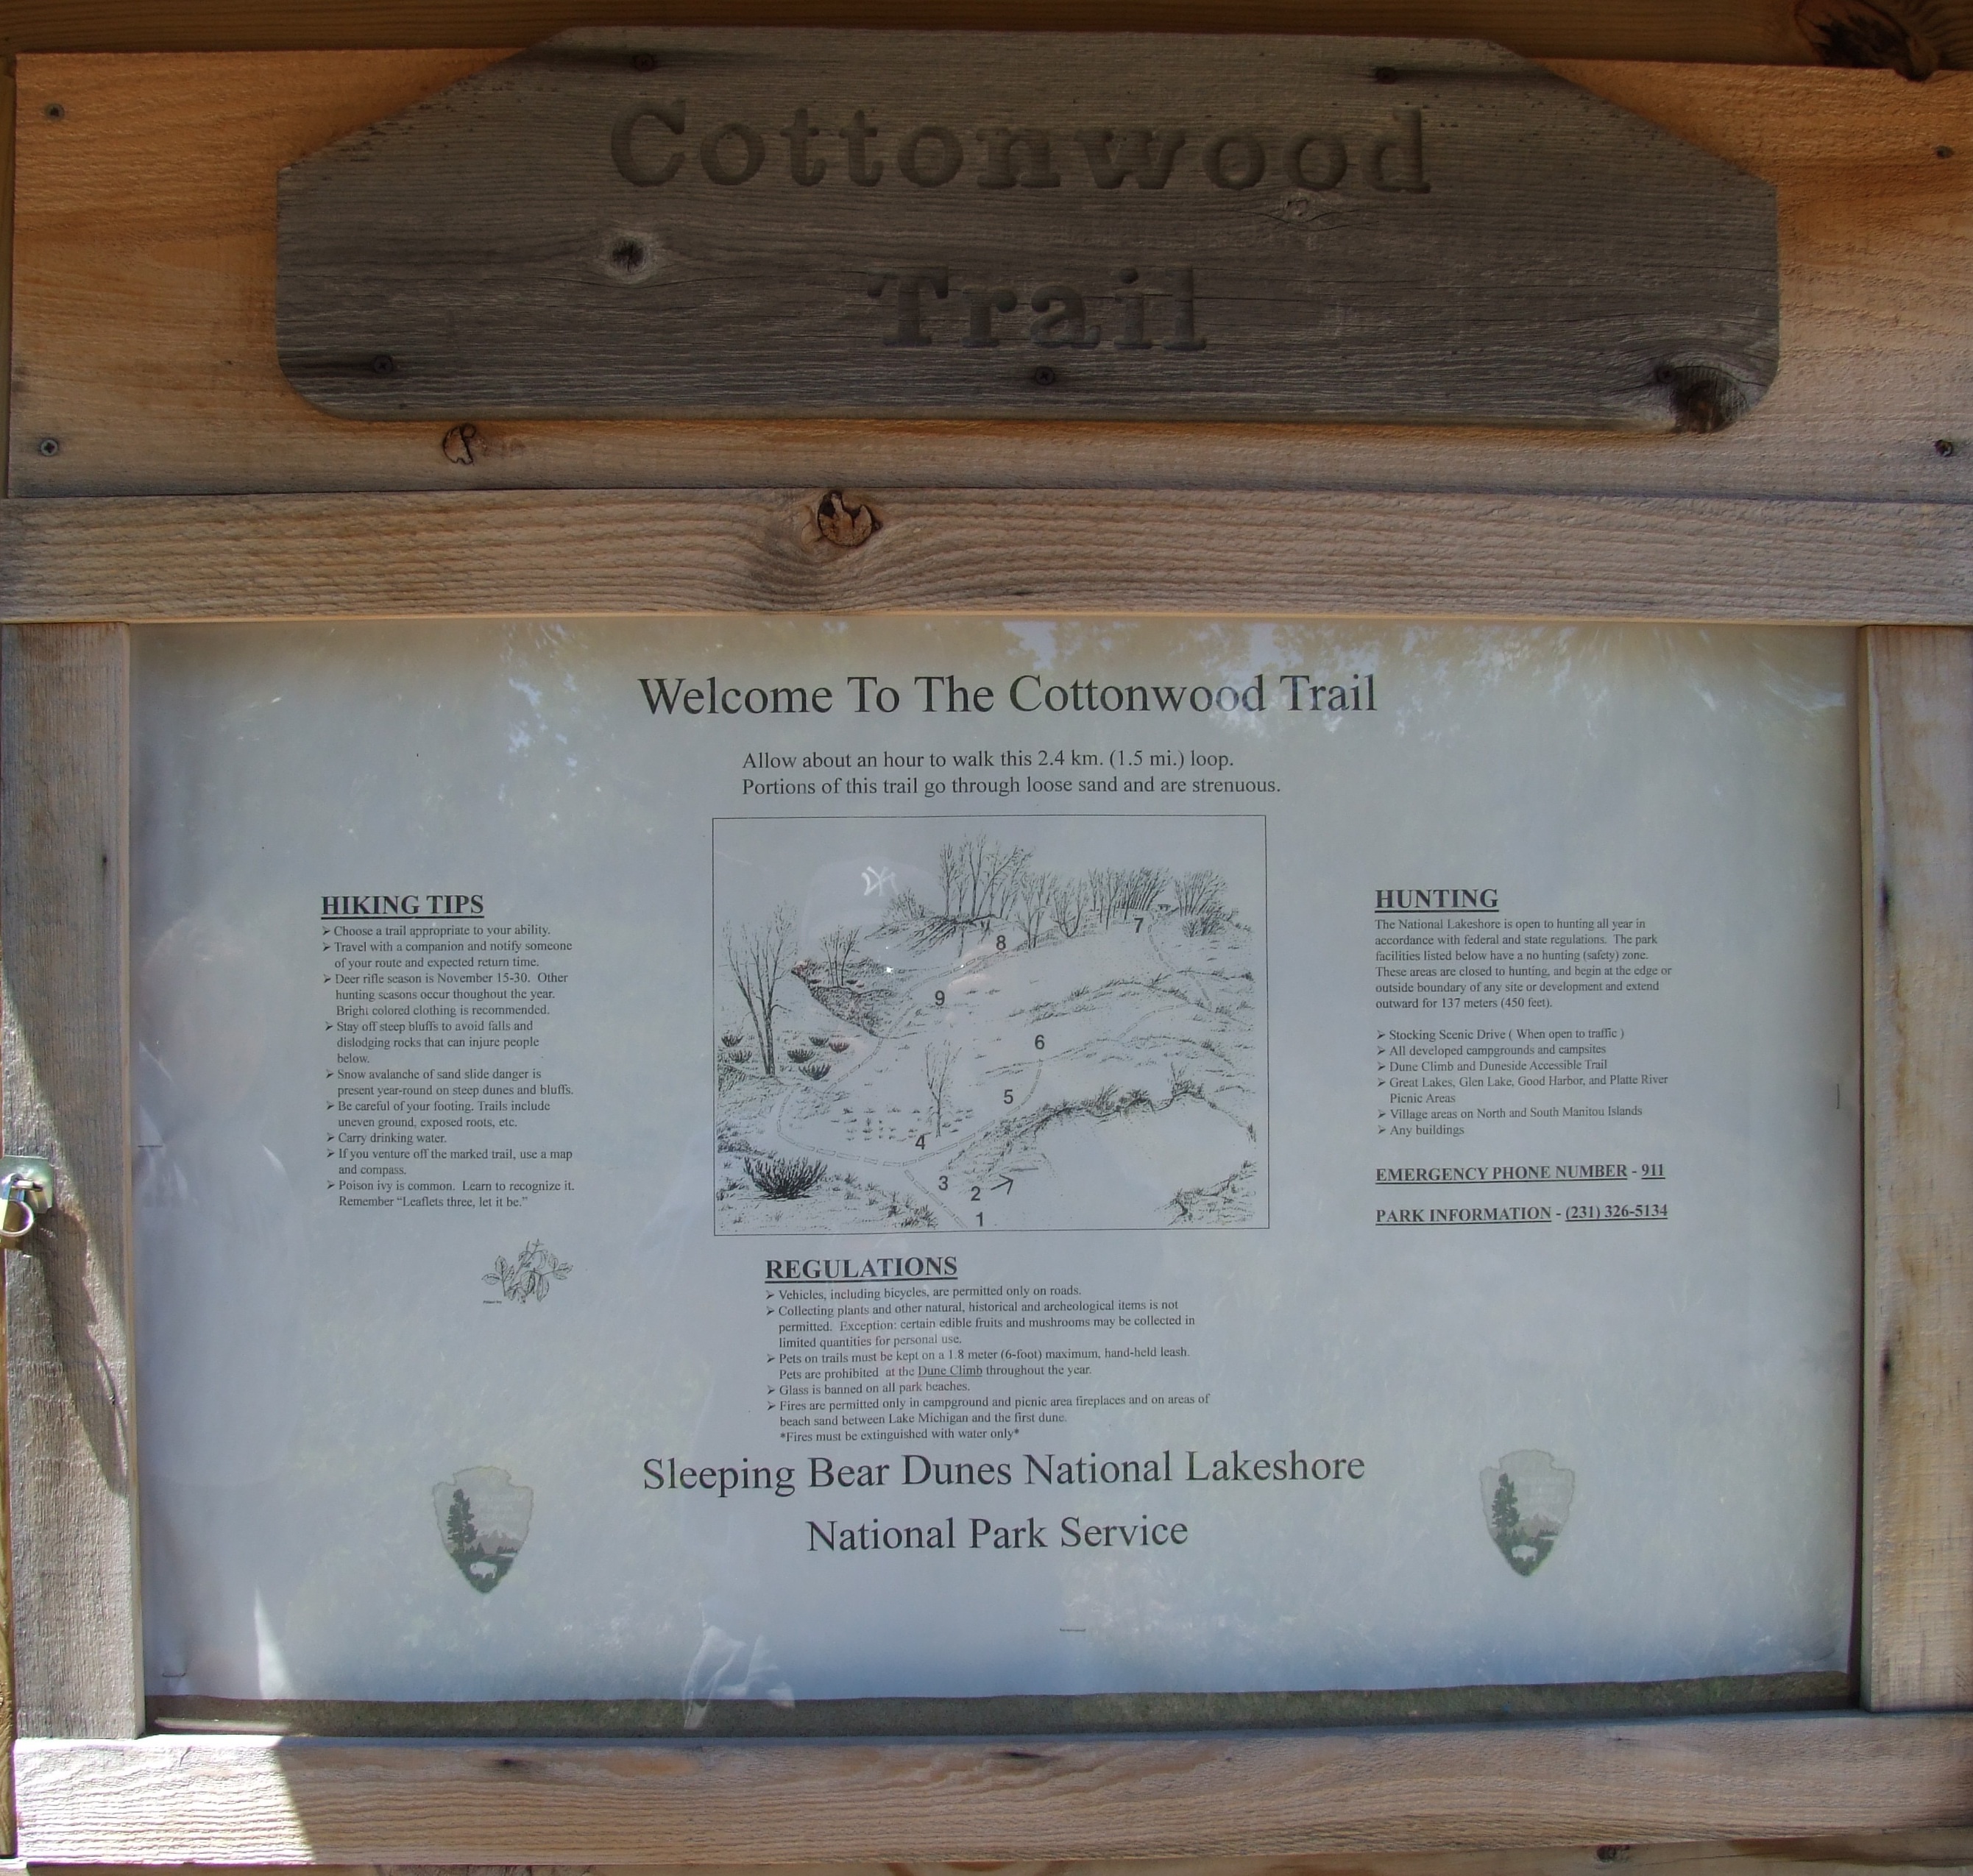 Cottonwood
Trail
Welcome To The Cottonwood Trail
Allow about an hour to walk this 2.4 km. (1.5 mi.) loop.
Portions of this trail go through loose sand and are strenuous.
HIKING TIPS
➢ Choose a trail appropriate to your ability.
➢ Travel with a companion and notify someone
of your route and expected return time.
➢ Deer rifle season is November 15-30. Other
hunting seasons occur thoughout the year.
Bright colored clothing is recommended.
➢ Stay off steep bluffs to avoid falls and
dislodging rocks that can injure people
below.
➢ Snow avalanche of sand slide danger is
present year-round on steep dunes and bluffs.
➢ Be careful of your footing. Trails include
uneven ground, exposed roots, etc.
➢ Carry drinking water.
➢ If you venture off the marked trail, use a map
and compass.
➢ Poison ivy is common. Learn to recognize it.
Remember “Leaflets three, let it be.”
7
8
9
6
5
4
3
2
1
HUNTING
The National Lakeshore is open to hunting all year in
accordance with federal and state regulations. The park
facilities listed below have a no hunting (safety) zone.
These areas are closed to hunting, and begin at the edge or
outside boundary of any site or development and extend
outward for 137 meters (450 feet).
➢ Stocking Scenic Drive ( When open to traffic )
➢ All developed campgrounds and campsites
➢ Dune Climb and Duneside Accessible Trail
➢ Great Lakes, Glen Lake, Good Harbor, and Platte River
Picnic Areas
➢ Village areas on North and South Manitou Islands
➢ Any buildings
EMERGENCY PHONE NUMBER - 911
PARK INFORMATION - (231) 326-5134
REGULATIONS
➢ Vehicles, including bicycles, are permitted only on roads.
➢ Collecting plants and other natural, historical and archeological items is not
permitted. Exception: certain edible fruits and mushrooms may be collected in
limited quantities for personal use.
➢ Pets on trails must be kept on a 1.8 meter (6-foot) maximum, hand-held leash.
Pets are prohibited at the Dune Climb throughout the year.
➢ Glass is banned on all park beaches.
➢ Fires are permitted only in campground and picnic area fireplaces and on areas of
beach sand between Lake Michigan and the first dune.
*Fires must be extinguished with water only*
Sleeping Bear Dunes National Lakeshore
National Park Service